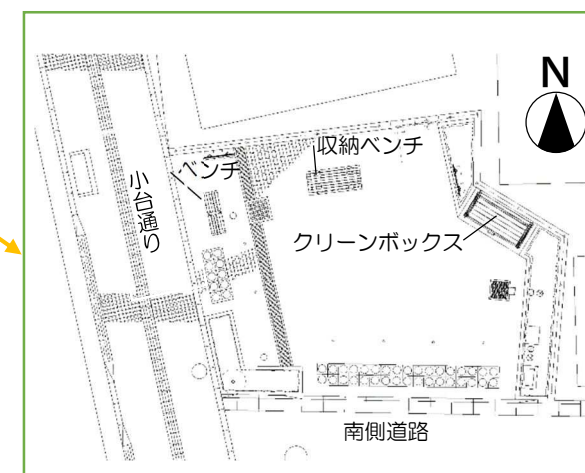 N
収納ベンチ
ベンチ
小台通り
クリーンボックス
南側道路